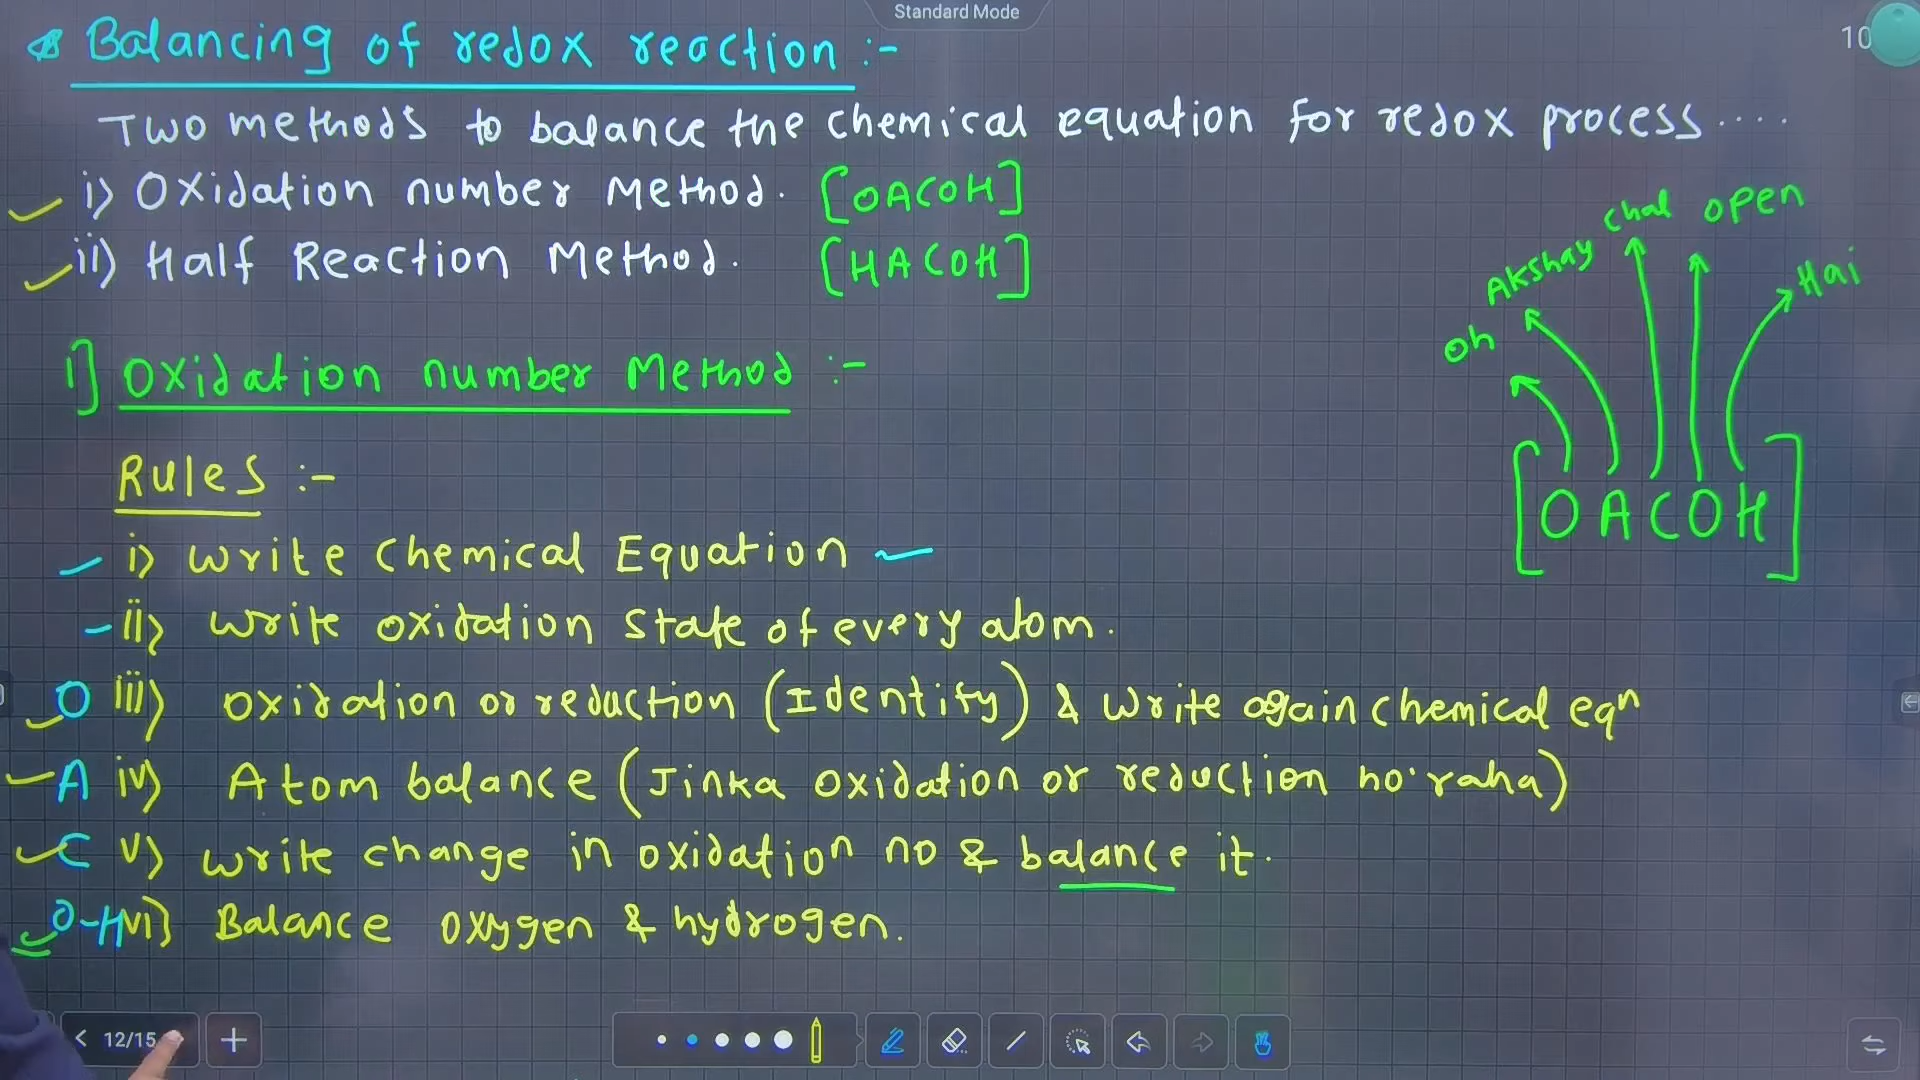 Standard Mode
10
Balancing of redox reaction :-
Two methods to balance the chemical equation for redox process ....
i) Oxidation number Method. [OACOH]
ii) Half Reaction Method. [HACOH]
oh Akshay chal open Hai
[OACOH]
1] Oxidation number Method :-
Rules :-
i) Write Chemical Equation
ii) Write oxidation state of every atom.
O iii) Oxidation or reduction (Identify) & Write again chemical eqn
A iv) Atom balance (Jinka oxidation or reduction ho raha)
C v) Write change in oxidation no & balance it.
O-H vi) Balance oxygen & hydrogen.
12/15